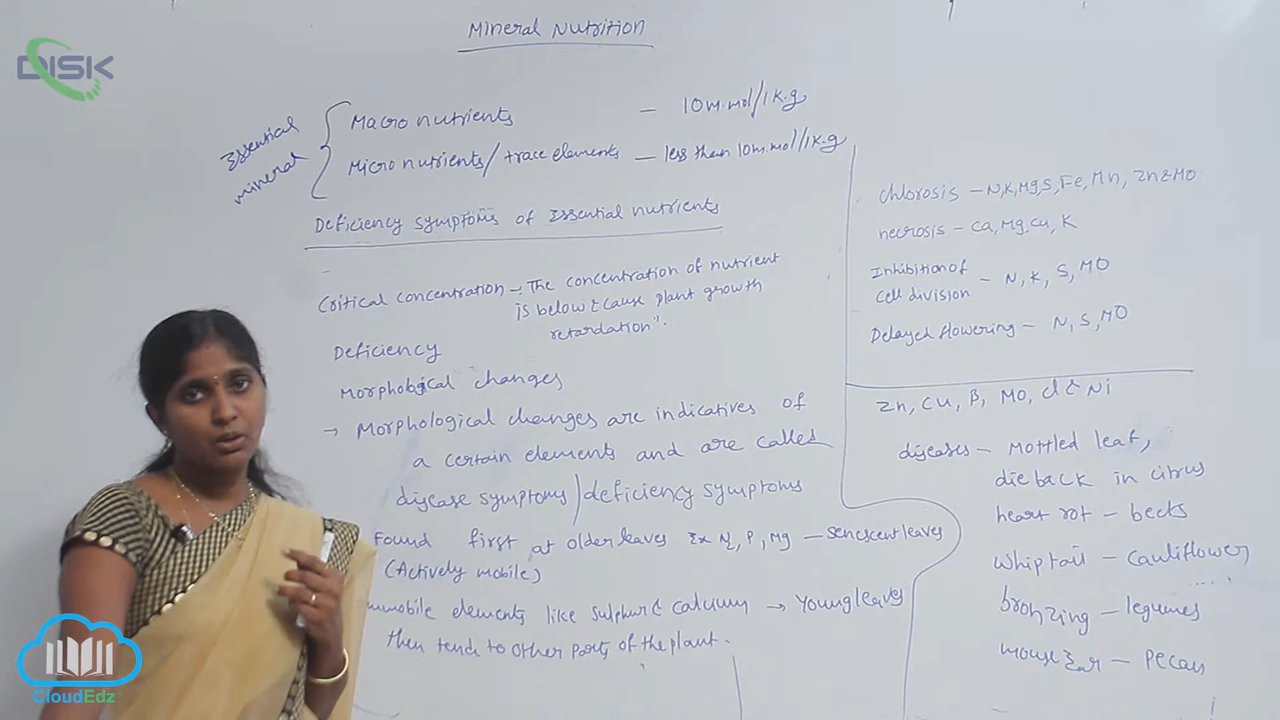 Mineral Nutrition
DISK
Essential
mineral
Macro nutrients — 10m.mol/1K.g
Micro nutrients/ trace elements — less then 10m.mol/1K.g
Deficiency symptoms of Essential nutrients
Critical concentration → The concentration of nutrient
is below & cause plant growth
retardation".
Deficiency
Morphological changes
→ Morphological changes are indicatives of
a certain elements and are called
disease symptoms / deficiency symptoms
Found first at older leaves Ex N, P, Mg — senescent leaves
(Actively mobile)
mmobile elements like sulphur & calcium → Young leaves
then tend to other parts of the plant.
chlorosis — N,K,Mg,S,Fe,Mn, Zn & MO
necrosis — Ca,Mg,Cu, K
Inhibition of
Cell division — N, K, S, MO
Delayed flowering — N, S, MO
Zn, Cu, B, Mo, Cl & Ni
diseases — Mottled leaf,
die back in citrus
heart rot — beets
whiptail — cauliflower
bronzing — legumes
mouse Ear — Pecan
CloudEdz